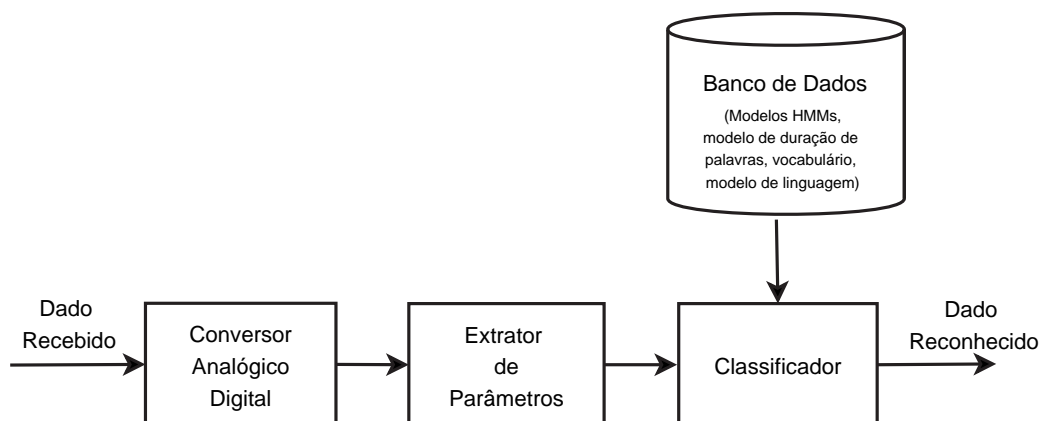 Banco de Dados
(Modelos HMMs,
modelo de duração de
palavras, vocabulário,
modelo de linguagem)
Dado
Recebido
Conversor
Analógico
Digital
Extrator
de
Parâmetros
Classificador
Dado
Reconhecido